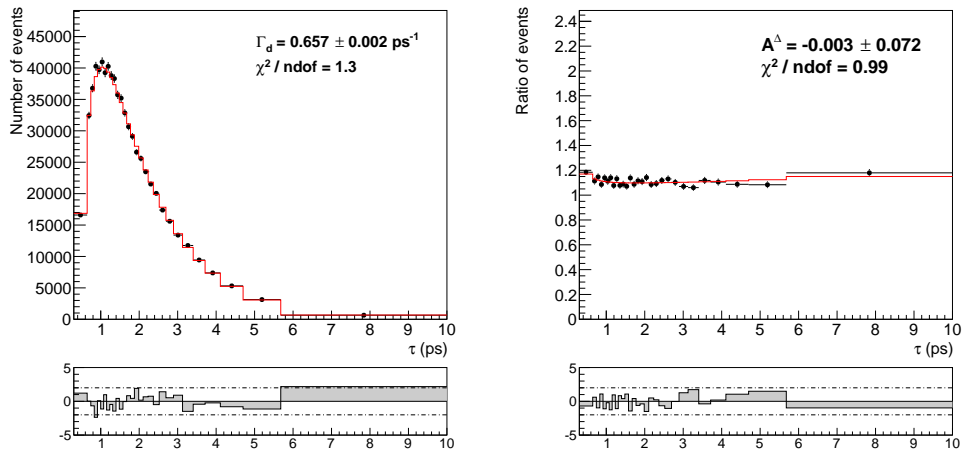 Number of events
45000
40000
35000
30000
25000
20000
15000
10000
5000
0
Γd = 0.657 ± 0.002 ps⁻¹
χ² / ndof = 1.3
1 2 3 4 5 6 7 8 9 10
τ (ps)
5
0
-5
1 2 3 4 5 6 7 8 9 10
Ratio of events
2.4
2.2
2
1.8
1.6
1.4
1.2
1
0.8
0.6
0.4
0.2
0
A^Δ = -0.003 ± 0.072
χ² / ndof = 0.99
1 2 3 4 5 6 7 8 9 10
τ (ps)
5
0
-5
1 2 3 4 5 6 7 8 9 10